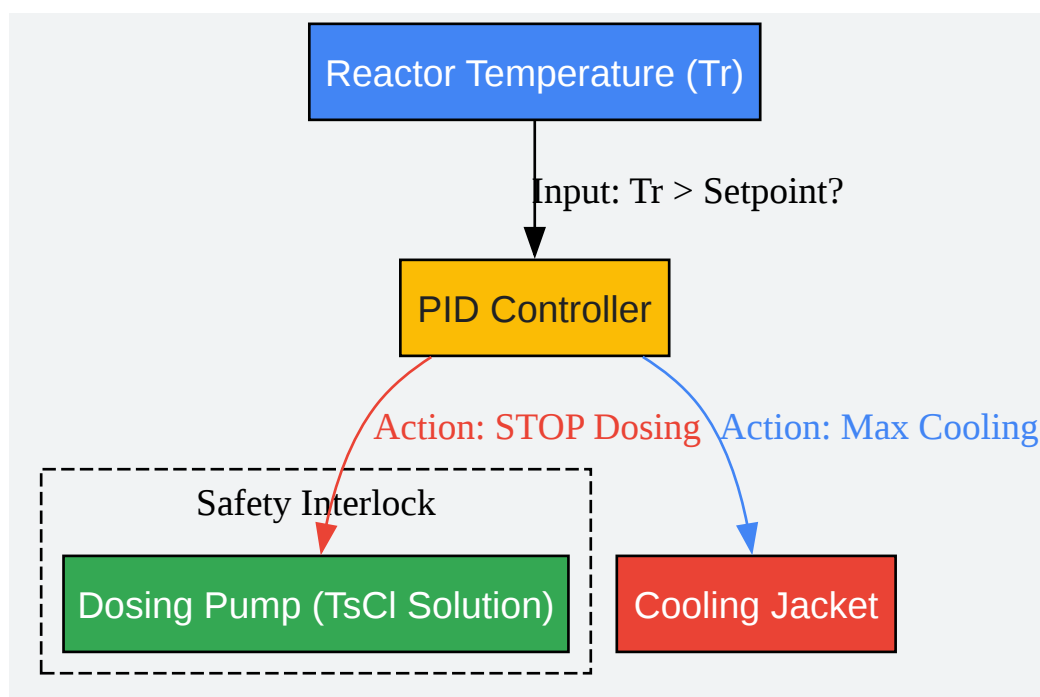 Reactor Temperature (Tr)
Input: Tr > Setpoint?
PID Controller
Action: STOP Dosing
Action: Max Cooling
Safety Interlock
Dosing Pump (TsCl Solution)
Cooling Jacket